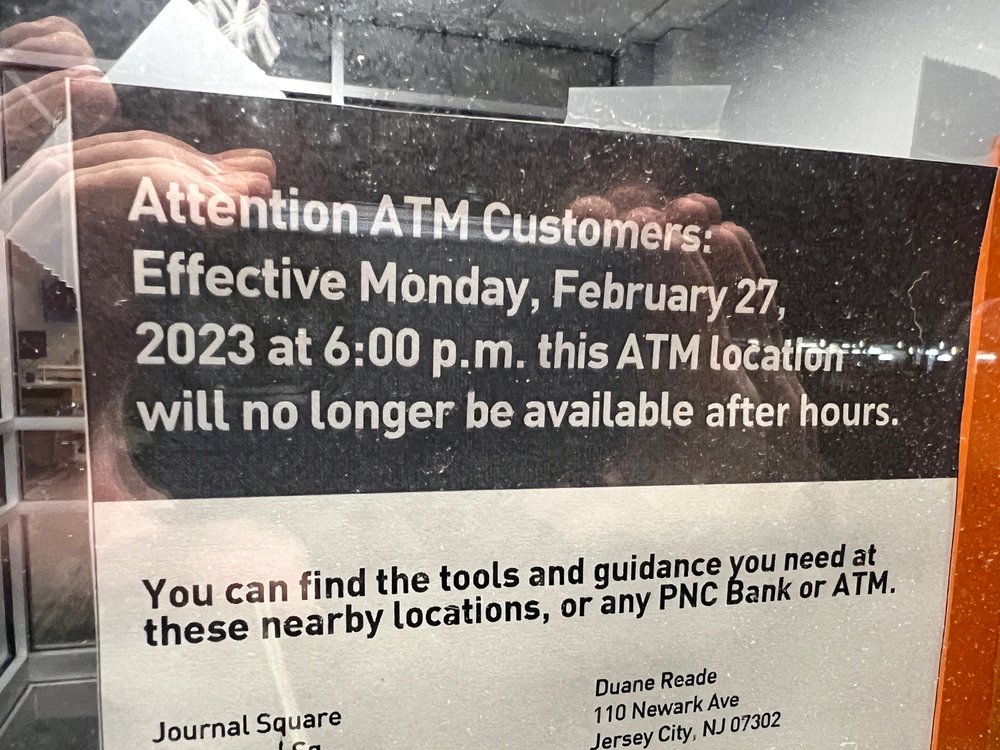 Attention ATM Customers:
Effective Monday, February 27,
2023 at 6:00 p.m. this ATM location
will no longer be available after hours.
You can find the tools and guidance you need at
these nearby locations, or any PNC Bank or ATM.
Journal Square
Sq
Duane Reade
110 Newark Ave
Jersey City, NJ 07302